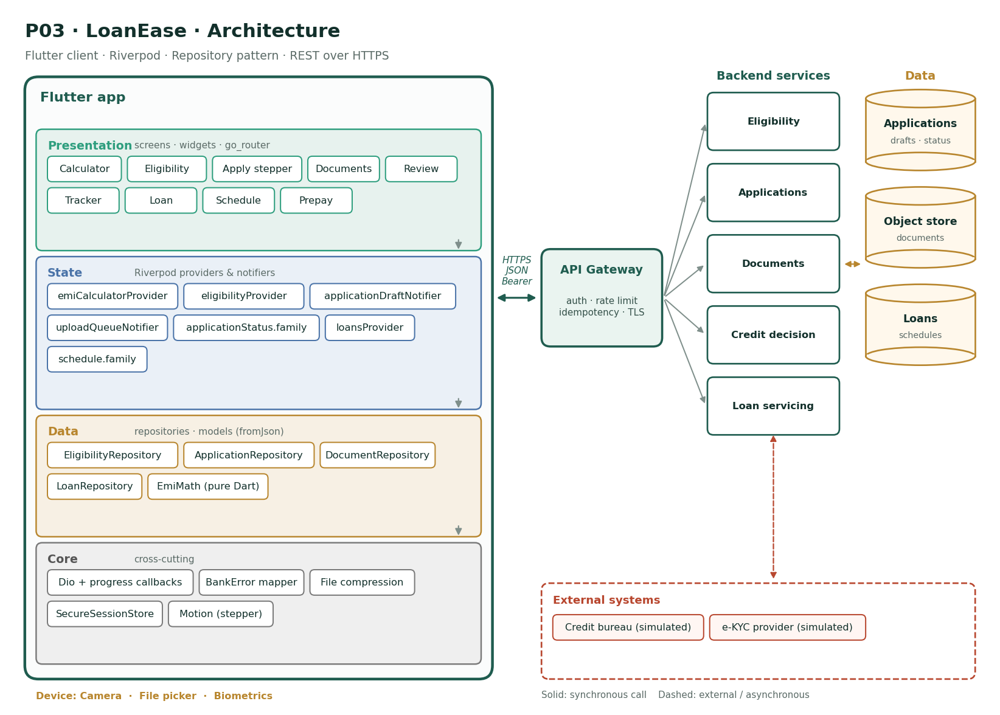 P03 · LoanEase · Architecture
Flutter client · Riverpod · Repository pattern · REST over HTTPS
Flutter app
Presentation screens · widgets · go_router
Calculator Eligibility Apply stepper Documents Review
Tracker Loan Schedule Prepay
State Riverpod providers & notifiers
emiCalculatorProvider eligibilityProvider applicationDraftNotifier
uploadQueueNotifier applicationStatus.family loansProvider
schedule.family
Data repositories · models (fromJson)
EligibilityRepository ApplicationRepository DocumentRepository
LoanRepository EmiMath (pure Dart)
Core cross-cutting
Dio + progress callbacks BankError mapper File compression
SecureSessionStore Motion (stepper)
Device: Camera · File picker · Biometrics
HTTPS
JSON
Bearer
API Gateway
auth · rate limit
idempotency · TLS
Backend services
Eligibility
Applications
Documents
Credit decision
Loan servicing
Data
Applications
drafts · status
Object store
documents
Loans
schedules
External systems
Credit bureau (simulated) e-KYC provider (simulated)
Solid: synchronous call Dashed: external / asynchronous